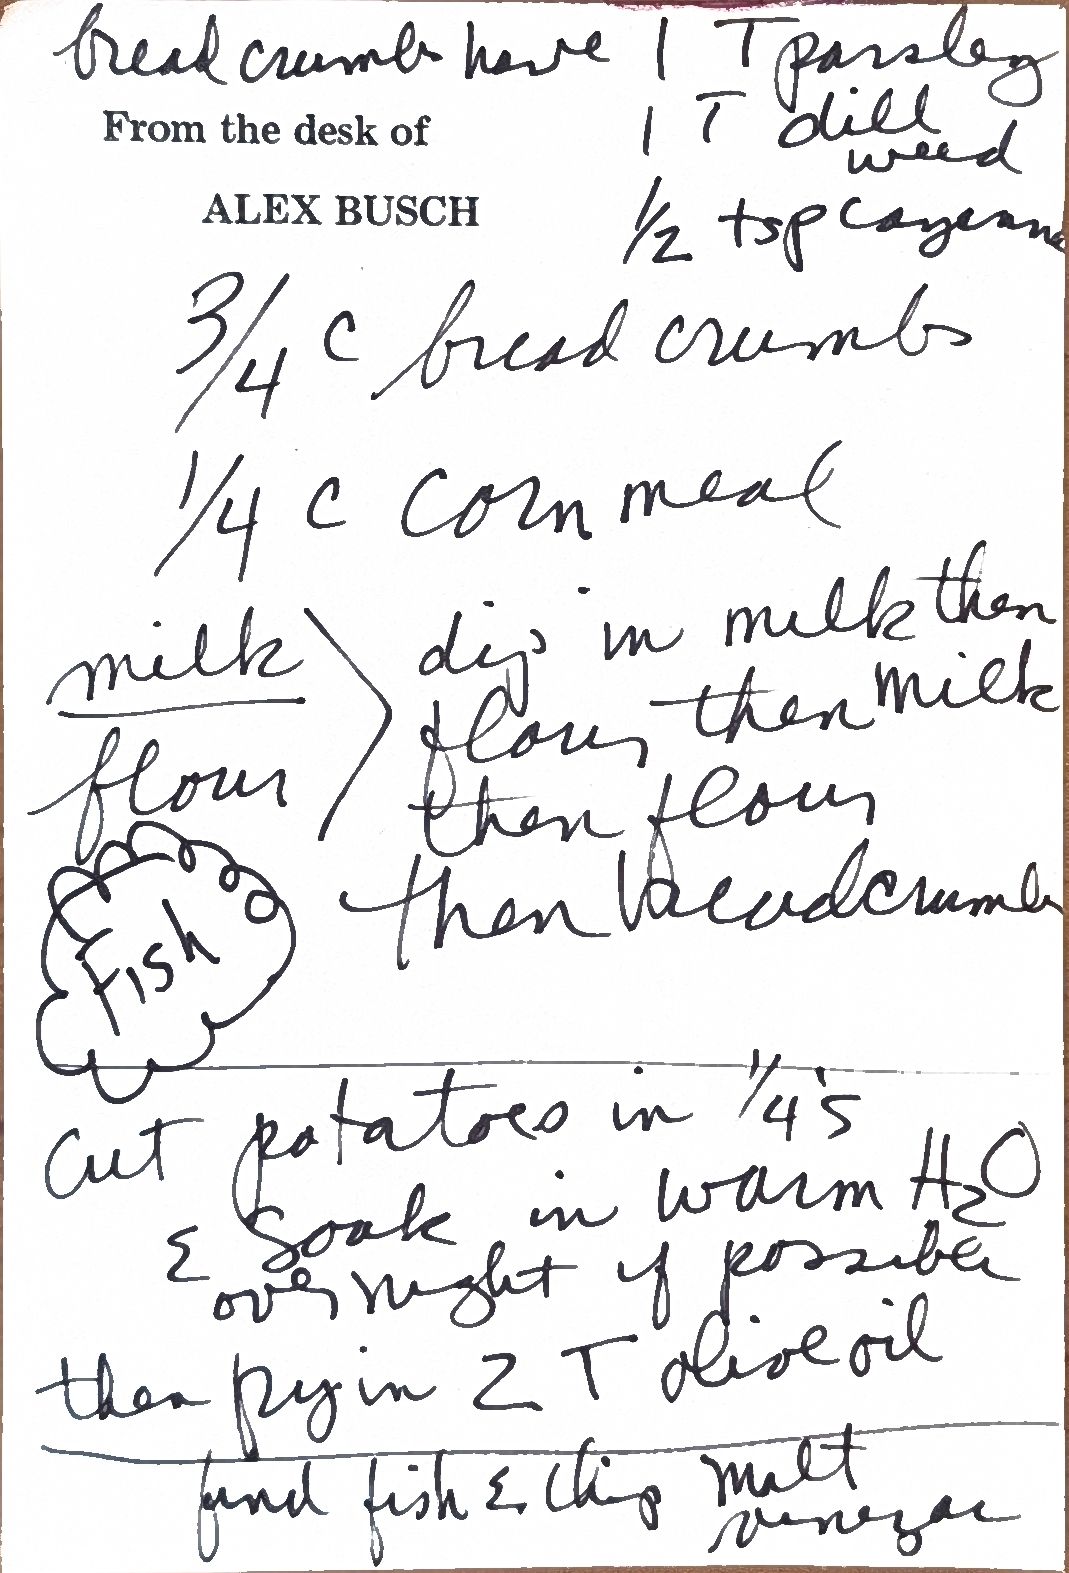 bread crumbs have 1 T parsley
1 T dill
weed
From the desk of
ALEX BUSCH
1/2 tsp cayenne
3/4 c bread crumbs
1/4 c corn meal
milk
flour
dip in milk then
flour, then milk
then flour
then breadcrumbs
Fish
cut potatoes in 1/4's
& Soak in warm H2O
overnight if possible
then fry in 2 T olive oil
find fish & chip malt
vinegar